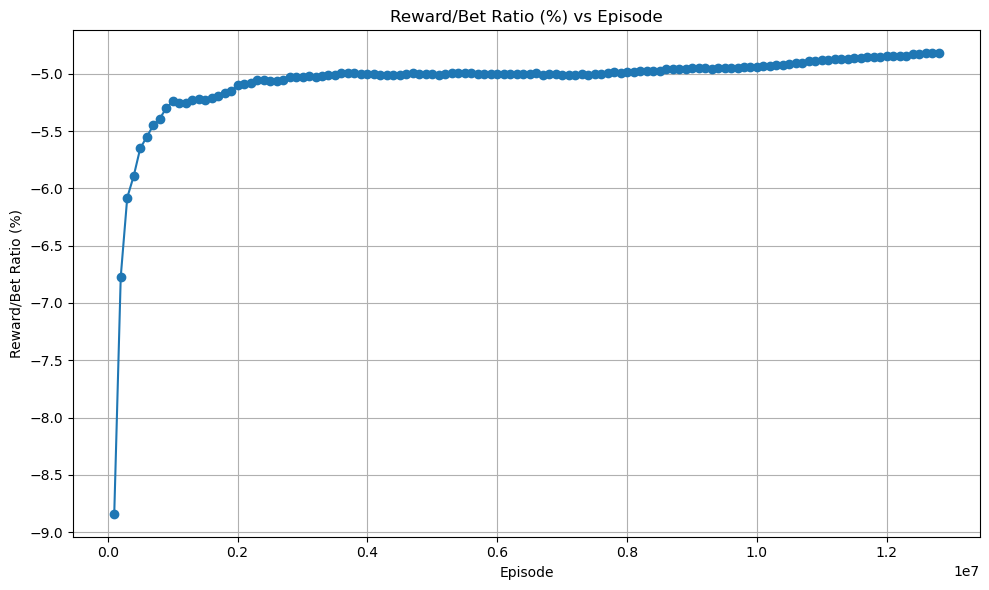 Reward/Bet Ratio (%) vs Episode
Reward/Bet Ratio (%)
−5.0
−5.5
−6.0
−6.5
−7.0
−7.5
−8.0
−8.5
−9.0
0.0 0.2 0.4 0.6 0.8 1.0 1.2
1e7
Episode